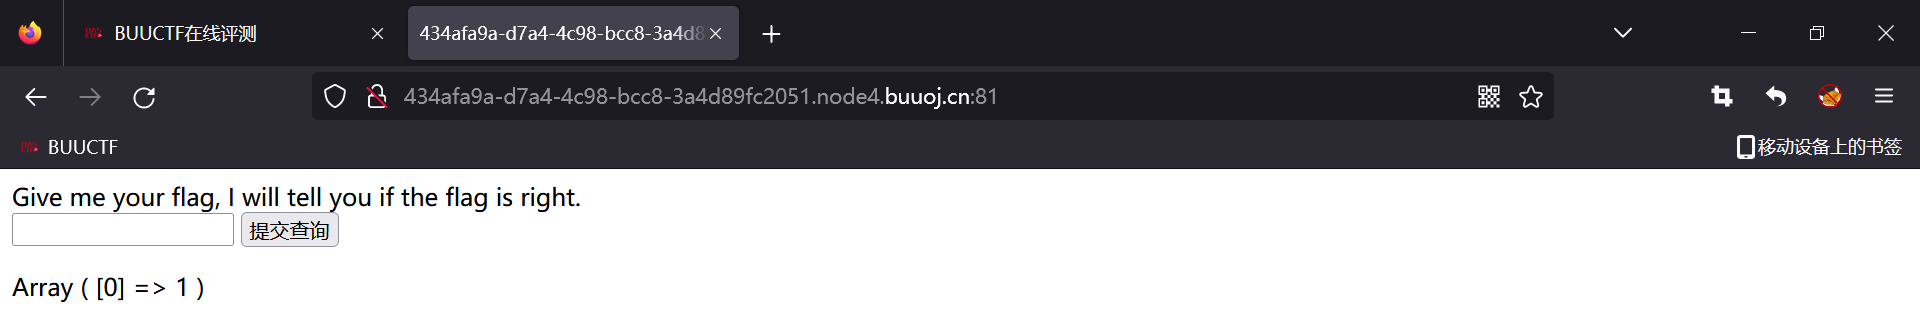 BUUCTF在线评测
434afa9a-d7a4-4c98-bcc8-3a4d8
434afa9a-d7a4-4c98-bcc8-3a4d89fc2051.node4.buuoj.cn:81
BUUCTF
移动设备上的书签
Give me your flag, I will tell you if the flag is right.
提交查询
Array ( [0] => 1 )